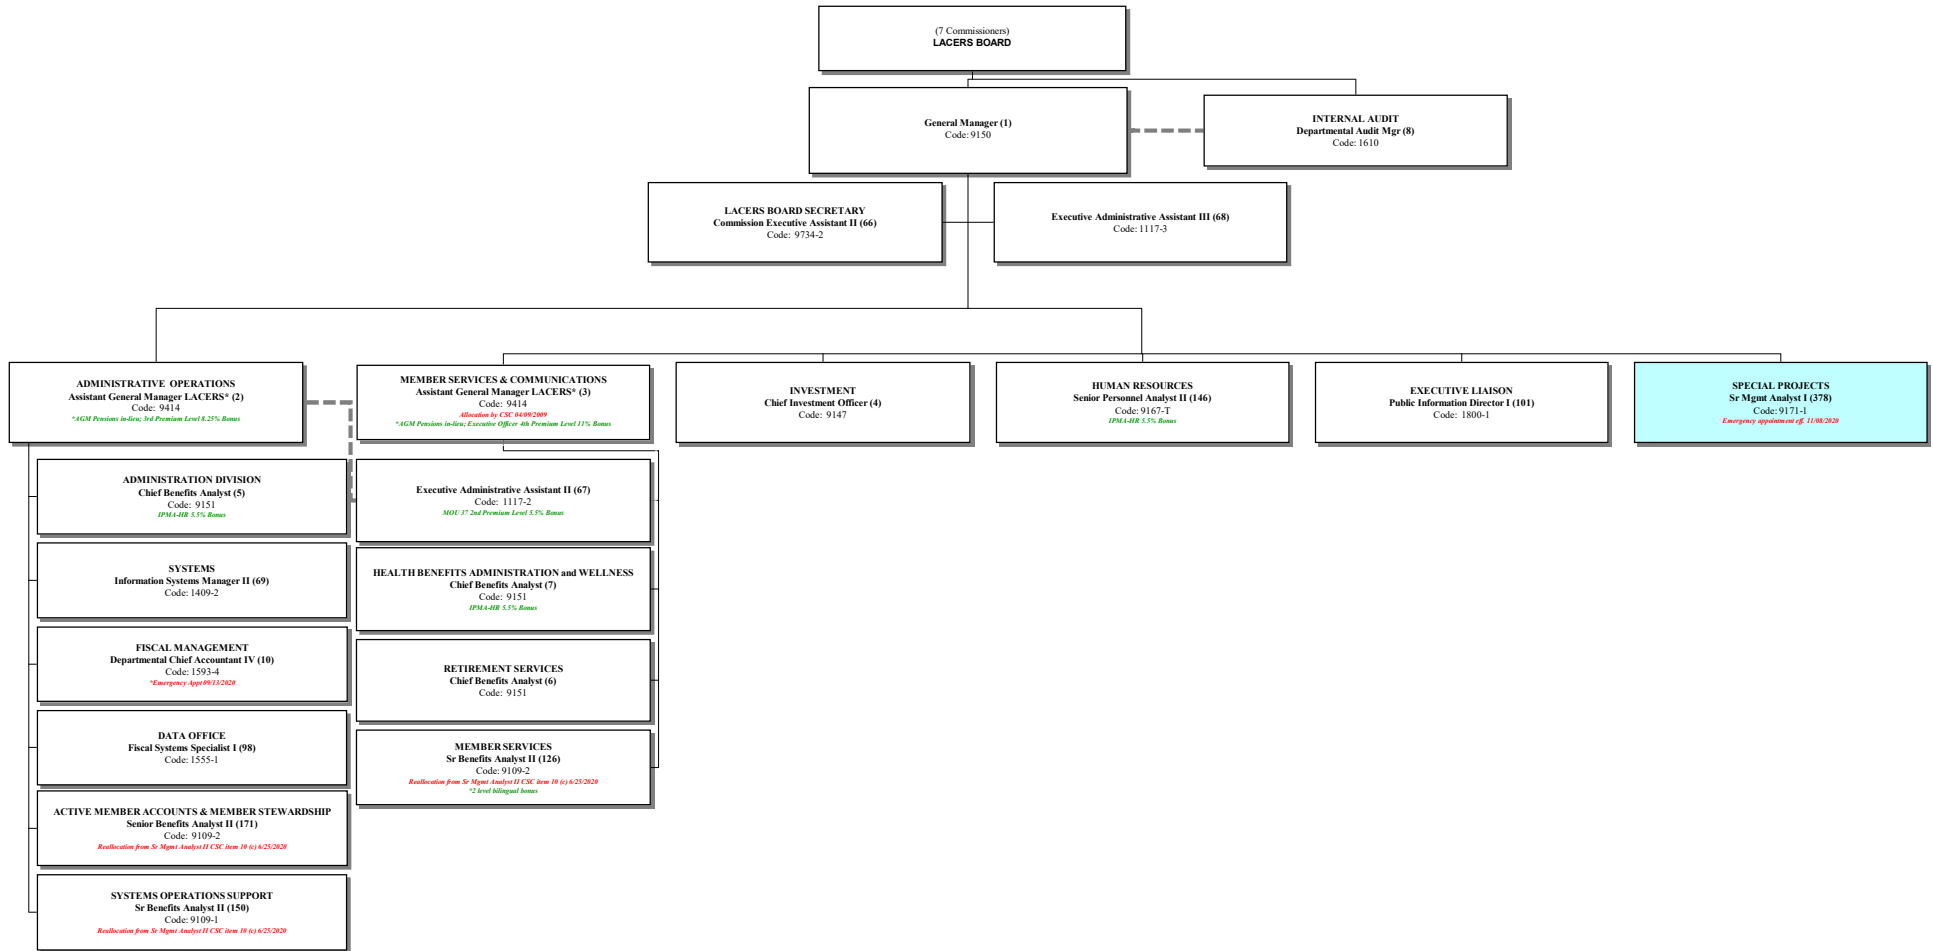 (7 Commissioners)
LACERS BOARD
General Manager (1)
Code: 9150
INTERNAL AUDIT
Departmental Audit Mgr (8)
Code: 1610
LACERS BOARD SECRETARY
Commission Executive Assistant II (66)
Code: 9734-2
Executive Administrative Assistant III (68)
Code: 1117-3
ADMINISTRATIVE OPERATIONS
Assistant General Manager LACERS* (2)
Code: 9414
*AGM Pensions in-lieu; 3rd Premium Level 8.25% Bonus
MEMBER SERVICES & COMMUNICATIONS
Assistant General Manager LACERS* (3)
Code: 9414
Allocation by CSC 04/09/2009
*AGM Pensions in-lieu; Executive Officer 4th Premium Level 11% Bonus
INVESTMENT
Chief Investment Officer (4)
Code: 9147
HUMAN RESOURCES
Senior Personnel Analyst II (146)
Code: 9167-T
IPMA-HR 5.5% Bonus
EXECUTIVE LIAISON
Public Information Director I (101)
Code: 1800-1
SPECIAL PROJECTS
Sr Mgmt Analyst I (378)
Code: 9171-1
Emergency appointment eff. 11/08/2020
ADMINISTRATION DIVISION
Chief Benefits Analyst (5)
Code: 9151
IPMA-HR 5.5% Bonus
SYSTEMS
Information Systems Manager II (69)
Code: 1409-2
FISCAL MANAGEMENT
Departmental Chief Accountant IV (10)
Code: 1593-4
*Emergency Appt 09/13/2020
DATA OFFICE
Fiscal Systems Specialist I (98)
Code: 1555-1
ACTIVE MEMBER ACCOUNTS & MEMBER STEWARDSHIP
Senior Benefits Analyst II (171)
Code: 9109-2
Reallocation from Sr Mgmt Analyst II CSC item 10 (c) 6/25/2020
SYSTEMS OPERATIONS SUPPORT
Sr Benefits Analyst II (150)
Code: 9109-1
Reallocation from Sr Mgmt Analyst II CSC item 10 (c) 6/25/2020
Executive Administrative Assistant II (67)
Code: 1117-2
MOU 37 2nd Premium Level 5.5% Bonus
HEALTH BENEFITS ADMINISTRATION and WELLNESS
Chief Benefits Analyst (7)
Code: 9151
IPMA-HR 5.5% Bonus
RETIREMENT SERVICES
Chief Benefits Analyst (6)
Code: 9151
MEMBER SERVICES
Sr Benefits Analyst II (126)
Code: 9109-2
Reallocation from Sr Mgmt Analyst II CSC item 10 (c) 6/25/2020
*2 level bilingual bonus